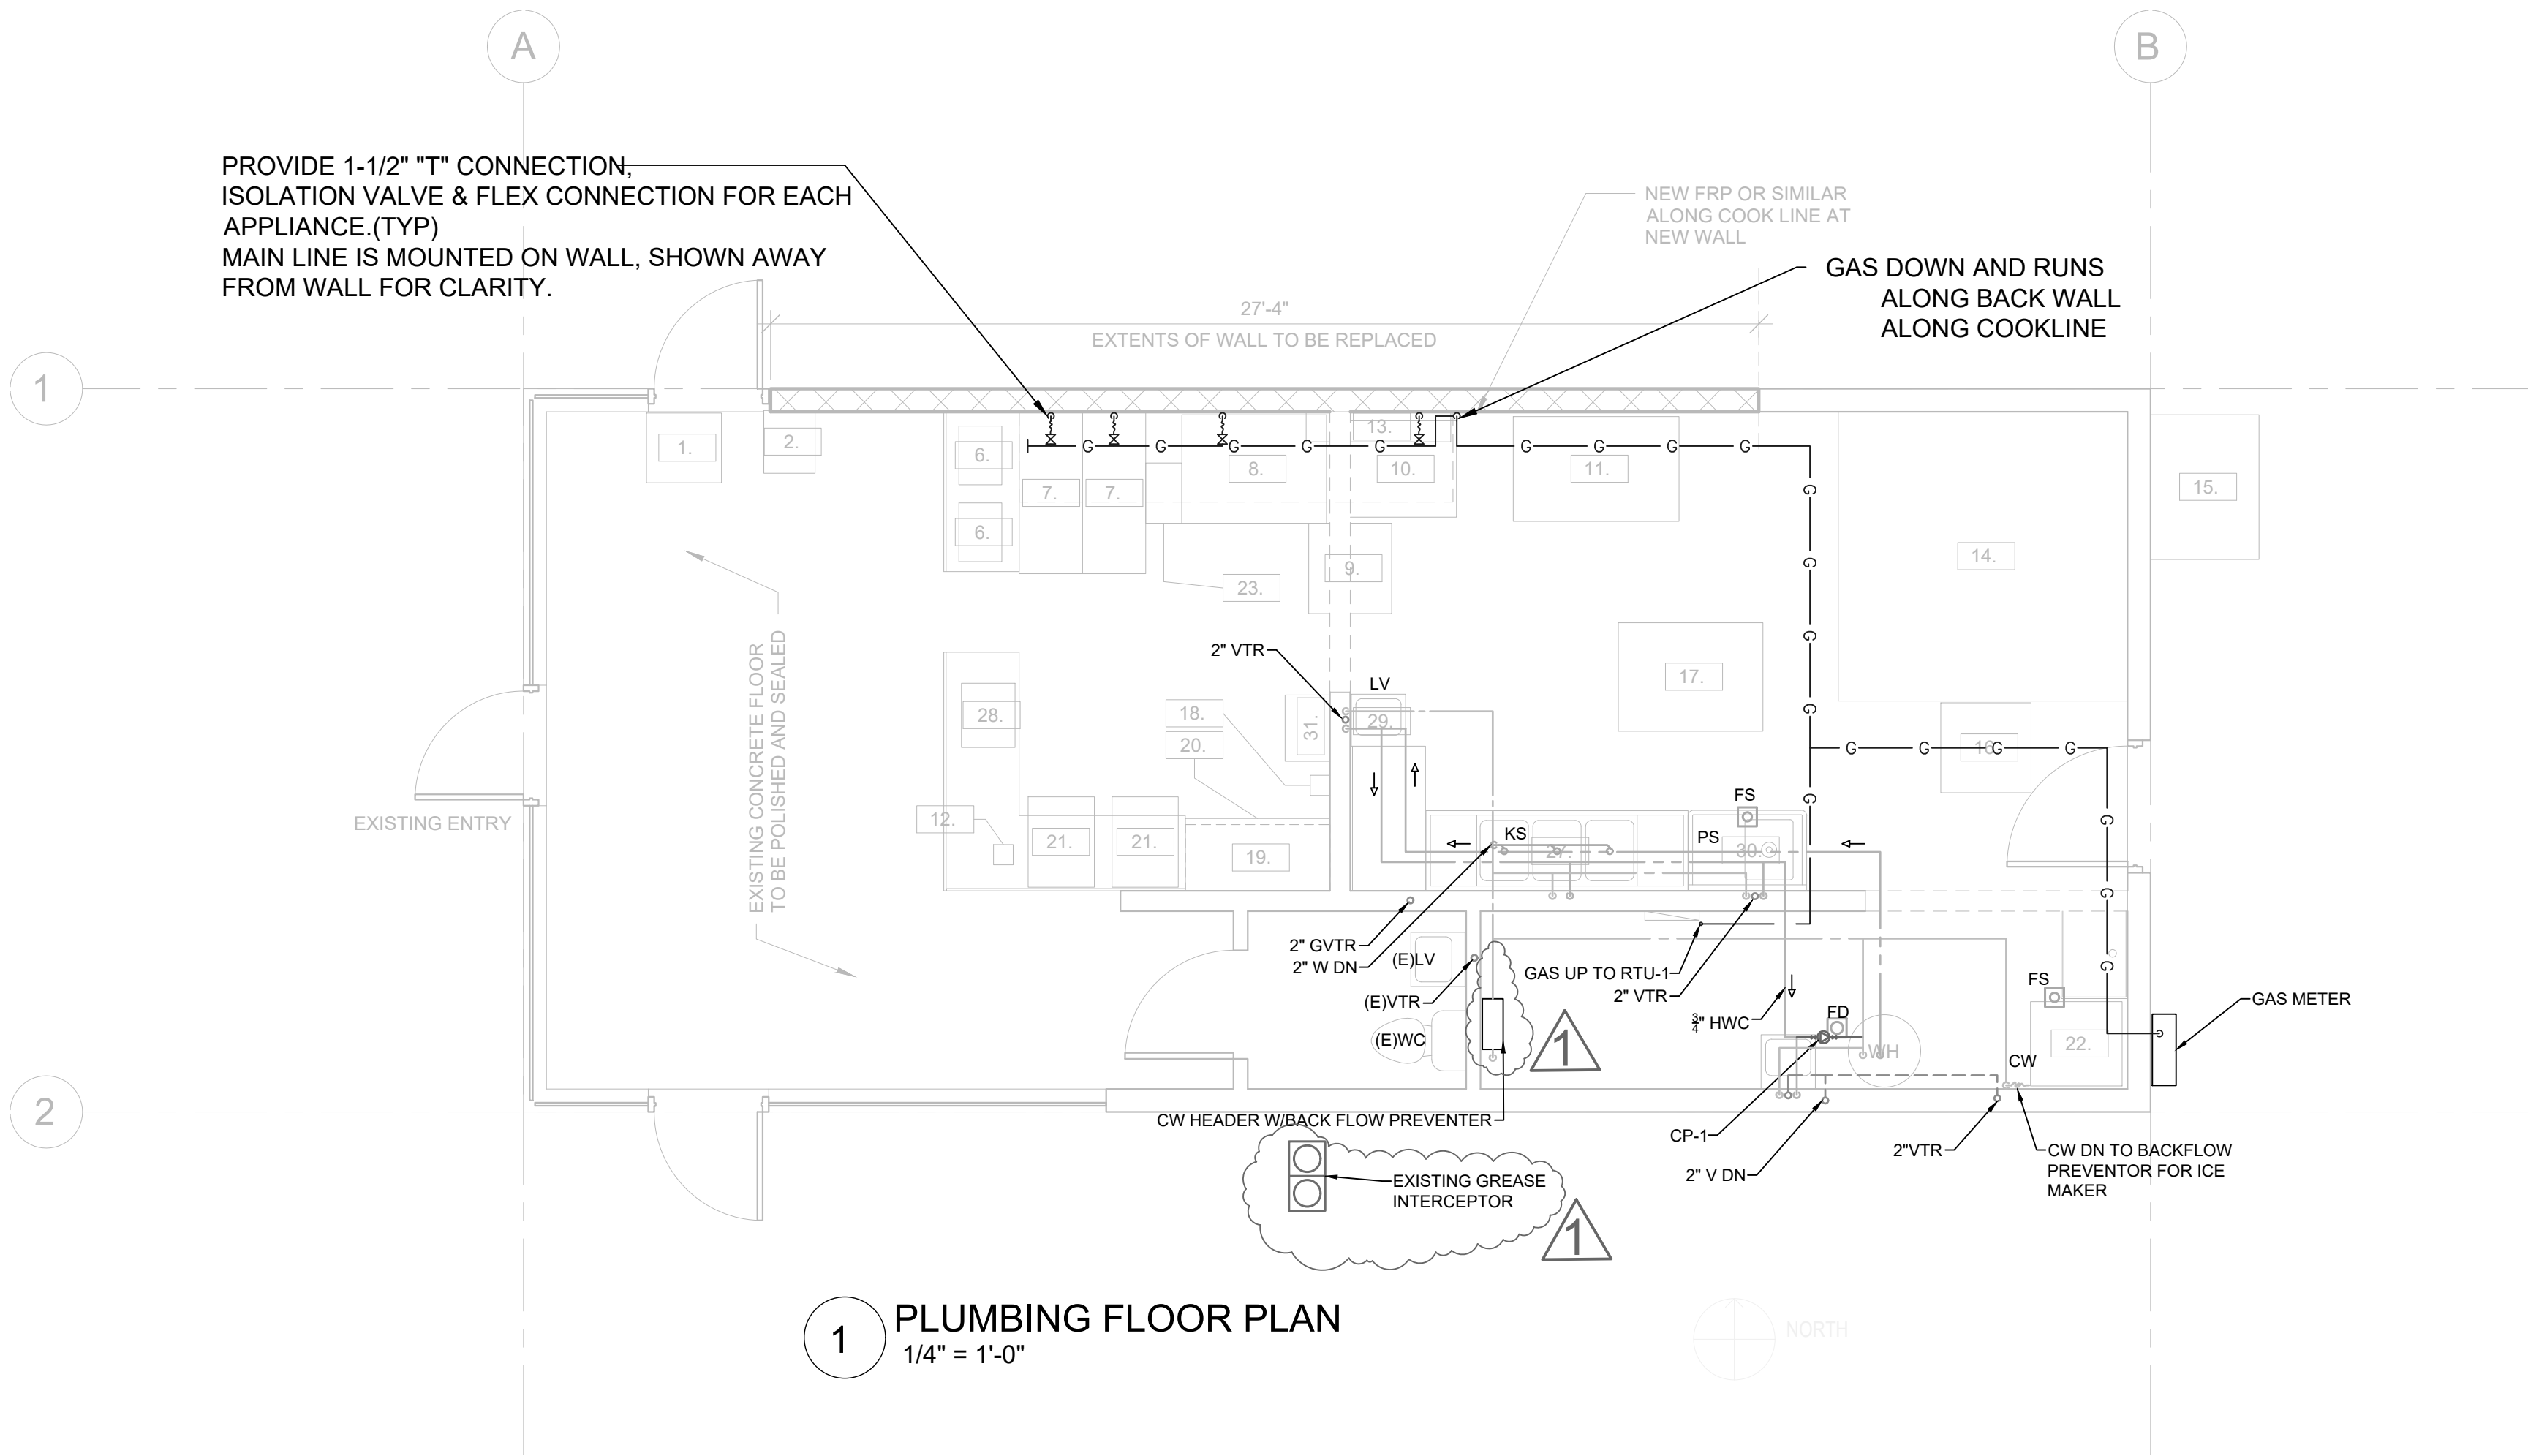 A
B
PROVIDE 1-1/2" "T" CONNECTION,
ISOLATION VALVE & FLEX CONNECTION FOR EACH
APPLIANCE.(TYP)
MAIN LINE IS MOUNTED ON WALL, SHOWN AWAY
FROM WALL FOR CLARITY.
NEW FRP OR SIMILAR
ALONG COOK LINE AT
NEW WALL
GAS DOWN AND RUNS
ALONG BACK WALL
ALONG COOKLINE
27'-4"
EXTENTS OF WALL TO BE REPLACED
1
1.
2.
6.
6.
7.
7.
8.
13.
10.
11.
9.
23.
14.
15.
G G G G G G G G G
G
G
G
G
G
G G G G
G
G
G
16.
17.
EXISTING CONCRETE FLOOR
TO BE POLISHED AND SEALED
EXISTING ENTRY
2" VTR
LV
29.
31.
28.
18.
20.
12.
21.
21.
19.
KS
27.
PS
30.
FS
2" GVTR
2" W DN
(E)LV
(E)VTR
(E)WC
GAS UP TO RTU-1
2" VTR
3/4" HWC
FD
WH
FS
22.
CW
GAS METER
1
2
CW HEADER W/BACK FLOW PREVENTER
CP-1
2" V DN
2"VTR
CW DN TO BACKFLOW
PREVENTOR FOR ICE
MAKER
EXISTING GREASE
INTERCEPTOR
1
1
PLUMBING FLOOR PLAN
1/4" = 1'-0"
NORTH